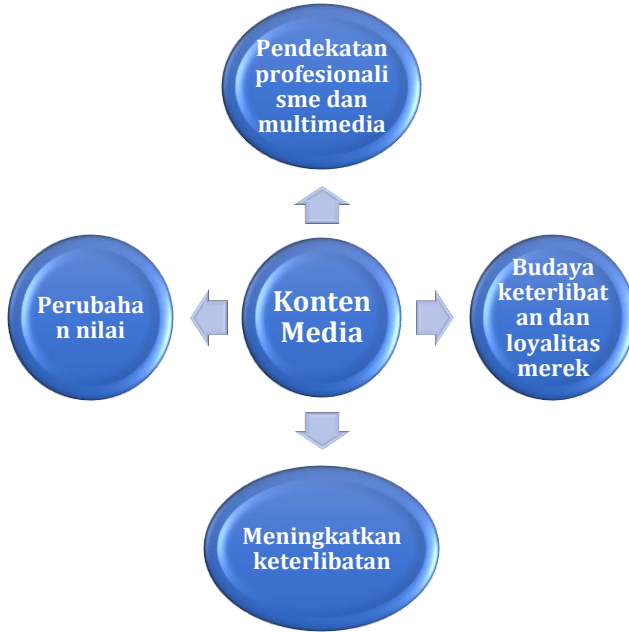 Pendekatan
profesionali
sme dan
multimedia
Perubaha
n nilai
Konten
Media
Budaya
keterlibat
an dan
loyalitas
merek
Meningkatkan
keterlibatan